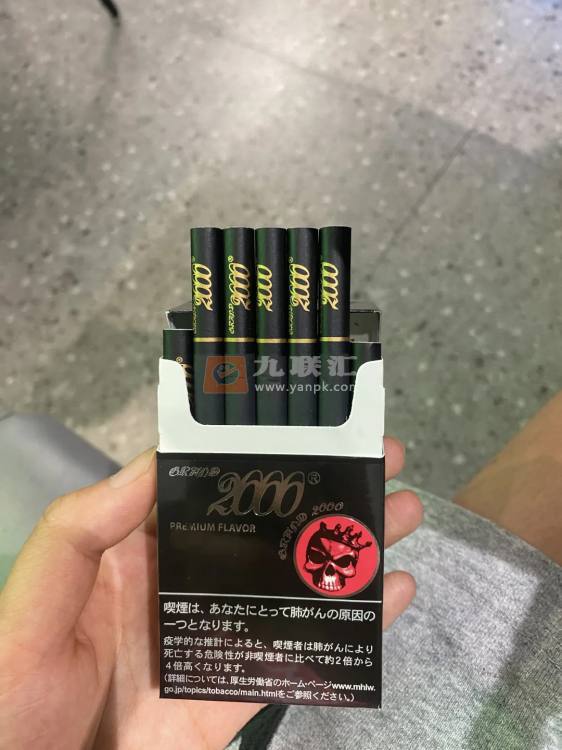 2000
2000
2000
2000
2000
九联汇
www.yanpk.com
GRAND
2000®
PREMIUM FLAVOR
GRAND 2000
喫煙は、あなたにとって肺がんの原因の
一つとなります。
疫学的な推計によると、喫煙者は肺がんにより
死亡する危険性が非喫煙者に比べて約2倍から
4倍高くなります。
(詳細については、厚生労働省のホーム・ページwww.mhlw.
go.jp/topics/tobacco/main.htmlをご参照ください。)